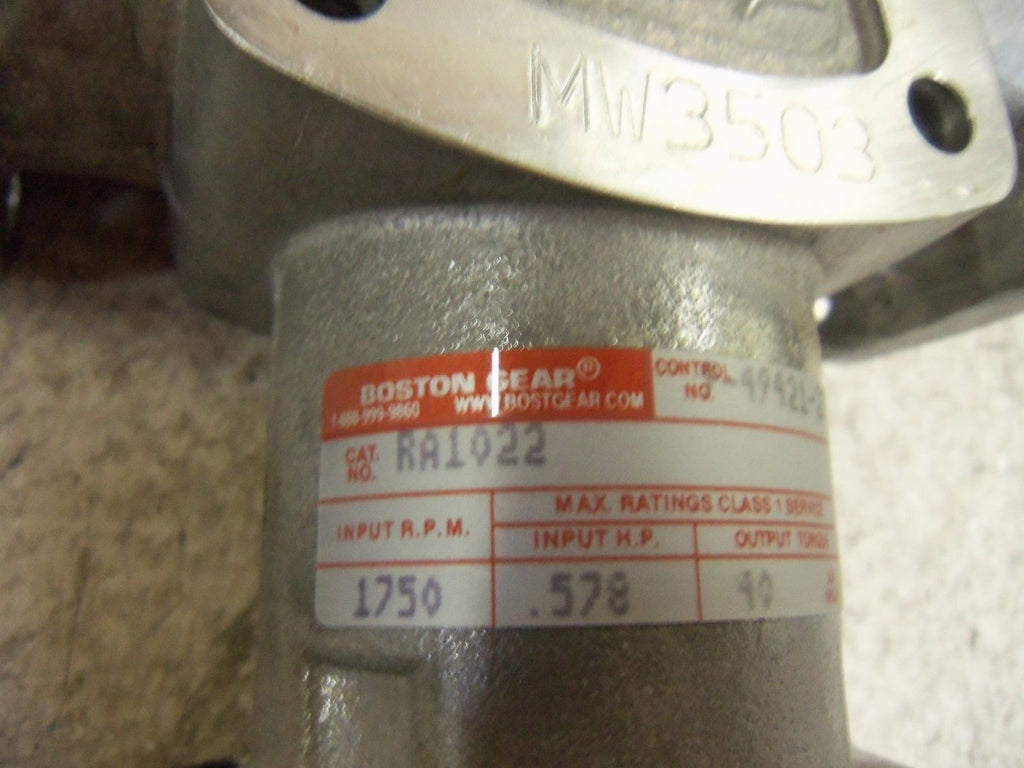 MW3503
BOSTON GEAR®
1-888-999-9860 WWW.BOSTGEAR.COM
CONTROL NO. 49421-
CAT. NO. RA1022
MAX. RATINGS CLASS 1 SERVICE
INPUT R.P.M. INPUT H.P. OUTPUT TORQUE
1750 .578 40